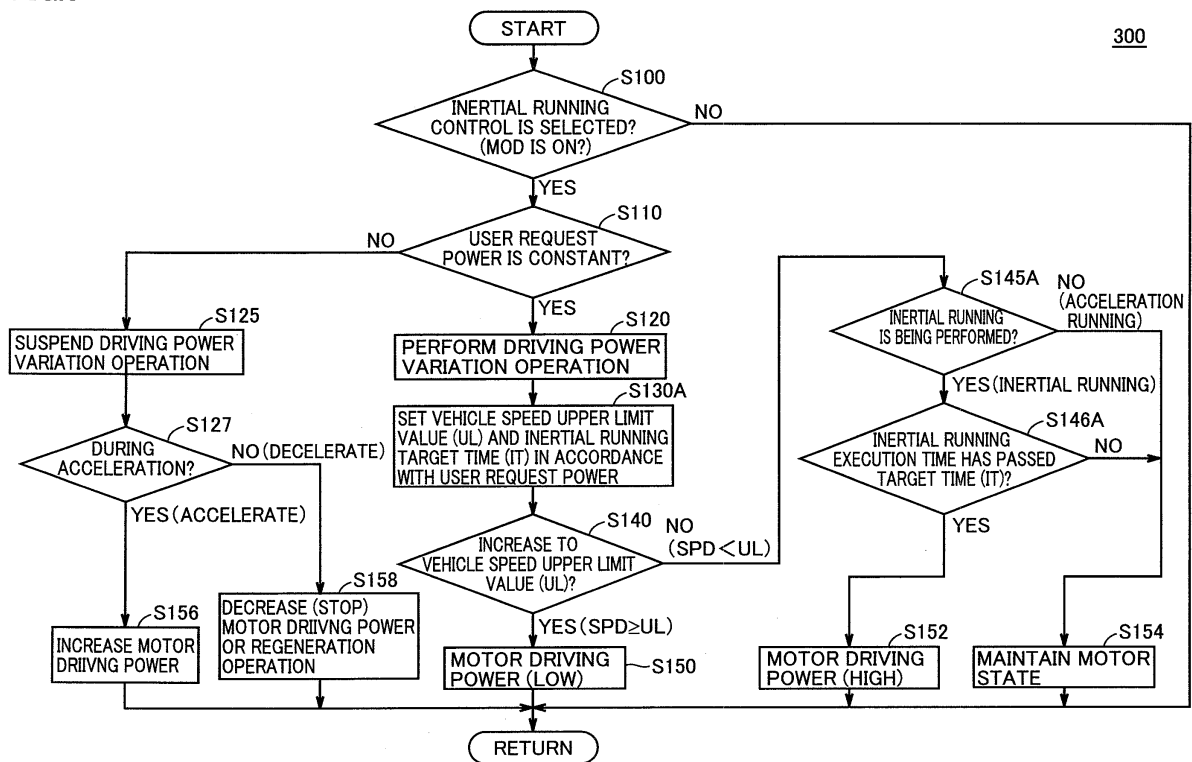 START
300
S100
INERTIAL RUNNING
CONTROL IS SELECTED?
(MOD IS ON?)
NO
YES
S110
USER REQUEST
POWER IS CONSTANT?
NO
YES
S125
SUSPEND DRIVING POWER
VARIATION OPERATION
S120
PERFORM DRIVING POWER
VARIATION OPERATION
S130A
SET VEHICLE SPEED UPPER LIMIT
VALUE (UL) AND INERTIAL RUNNING
TARGET TIME (IT) IN ACCORDANCE
WITH USER REQUEST POWER
S127
DURING
ACCELERATION?
NO (DECELERATE)
YES (ACCELERATE)
S140
INCREASE TO
VEHICLE SPEED UPPER LIMIT
VALUE (UL)?
NO
(SPD<UL)
YES (SPD≥UL)
S145A
INERTIAL RUNNING
IS BEING PERFORMED?
NO
(ACCELERATION
RUNNING)
YES (INERTIAL RUNNING)
S146A
INERTIAL RUNNING
EXECUTION TIME HAS PASSED
TARGET TIME (IT)?
NO
YES
S156
INCREASE MOTOR
DRIIVNG POWER
S158
DECREASE (STOP)
MOTOR DRIIVNG POWER
OR REGENERATION
OPERATION
S150
MOTOR DRIVING
POWER (LOW)
S152
MOTOR DRIVING
POWER (HIGH)
S154
MAINTAIN MOTOR
STATE
RETURN